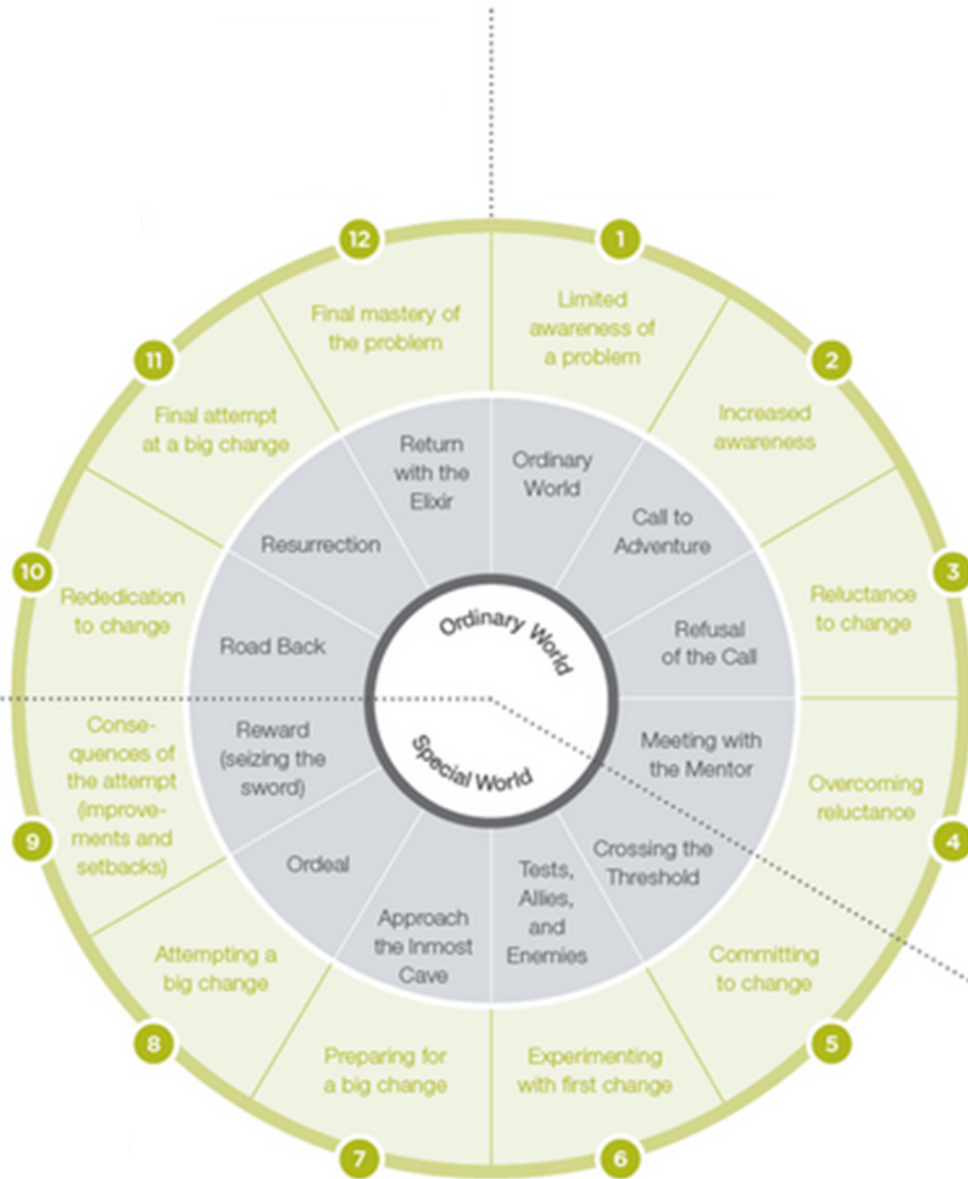 12
1
Final mastery of
the problem
Limited
awareness of
a problem
11
2
Final attempt
at a big change
Increased
awareness
Return
with the
Elixir
Ordinary
World
Resurrection
Call to
Adventure
10
3
Rededication
to change
Reluctance
to change
Road Back
Refusal
of the Call
Ordinary World
Special World
Conse-
quences of
the attempt
(improve-
ments and
setbacks)
Reward
(seizing the
sword)
Meeting with
the Mentor
Overcoming
reluctance
9
4
Ordeal
Crossing the
Threshold
Approach
the Inmost
Cave
Tests,
Allies,
and
Enemies
Attempting a
big change
Committing
to change
8
5
Preparing for
a big change
Experimenting
with first change
7
6